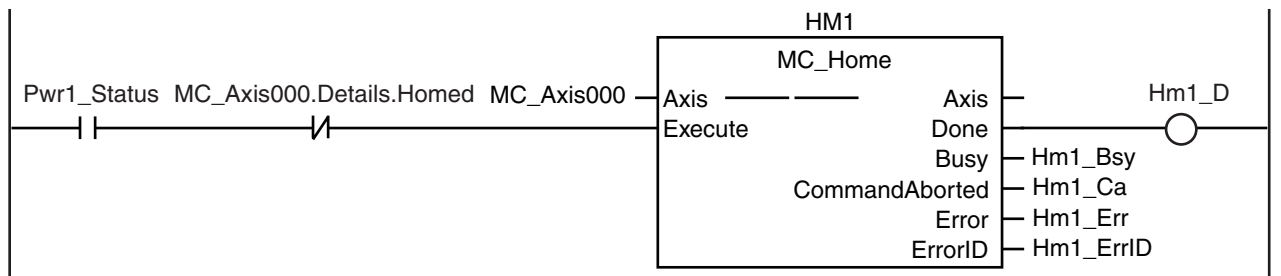 HM1
MC_Home
Pwr1_Status MC_Axis000.Details.Homed MC_Axis000 Axis Axis Hm1_D
Execute Done
Busy Hm1_Bsy
CommandAborted Hm1_Ca
Error Hm1_Err
ErrorID Hm1_ErrID